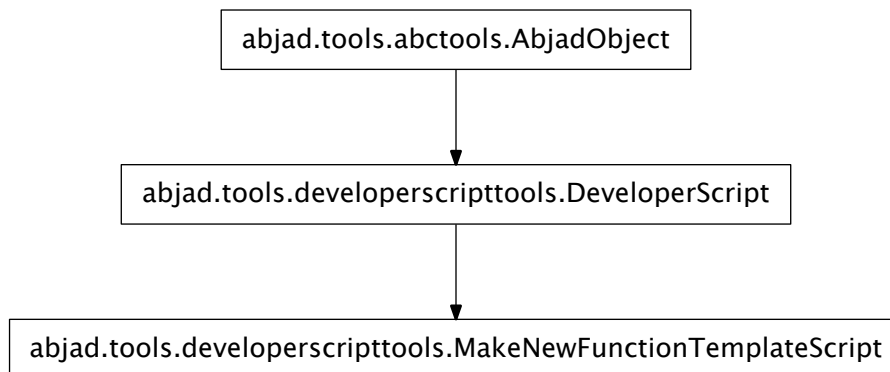 abjad.tools.abctools.AbjadObject
abjad.tools.developerscripttools.DeveloperScript
abjad.tools.developerscripttools.MakeNewFunctionTemplateScript